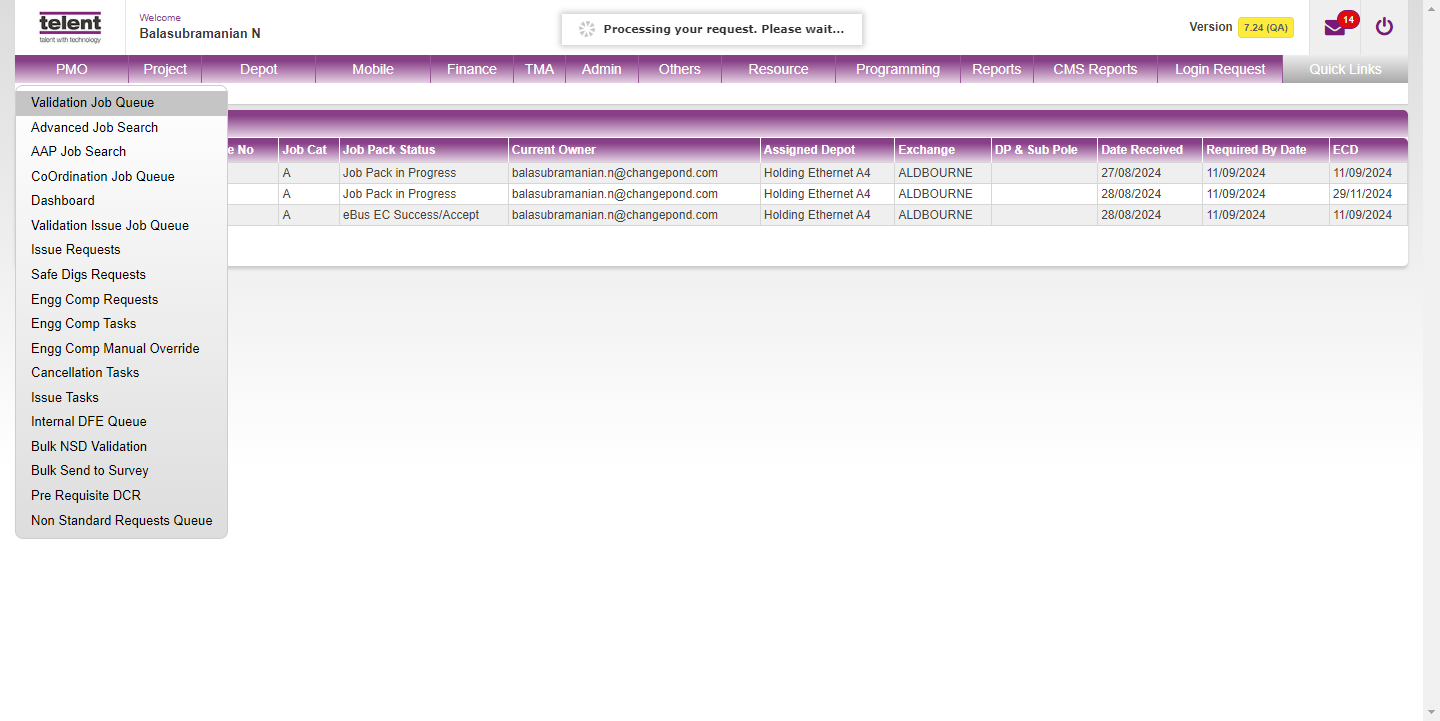 telent
talent with technology
Welcome
Balasubramanian N
Processing your request. Please wait...
Version 7.24 (QA)
14
PMO Project Depot Mobile Finance TMA Admin Others Resource Programming Reports CMS Reports Login Request Quick Links
Validation Job Queue
Advanced Job Search
AAP Job Search
CoOrdination Job Queue
Dashboard
Validation Issue Job Queue
Issue Requests
Safe Digs Requests
Engg Comp Requests
Engg Comp Tasks
Engg Comp Manual Override
Cancellation Tasks
Issue Tasks
Internal DFE Queue
Bulk NSD Validation
Bulk Send to Survey
Pre Requisite DCR
Non Standard Requests Queue
e No Job Cat Job Pack Status Current Owner Assigned Depot Exchange DP & Sub Pole Date Received Required By Date ECD
A Job Pack in Progress balasubramanian.n@changepond.com Holding Ethernet A4 ALDBOURNE 27/08/2024 11/09/2024 11/09/2024
A Job Pack in Progress balasubramanian.n@changepond.com Holding Ethernet A4 ALDBOURNE 28/08/2024 11/09/2024 29/11/2024
A eBus EC Success/Accept balasubramanian.n@changepond.com Holding Ethernet A4 ALDBOURNE 28/08/2024 11/09/2024 11/09/2024